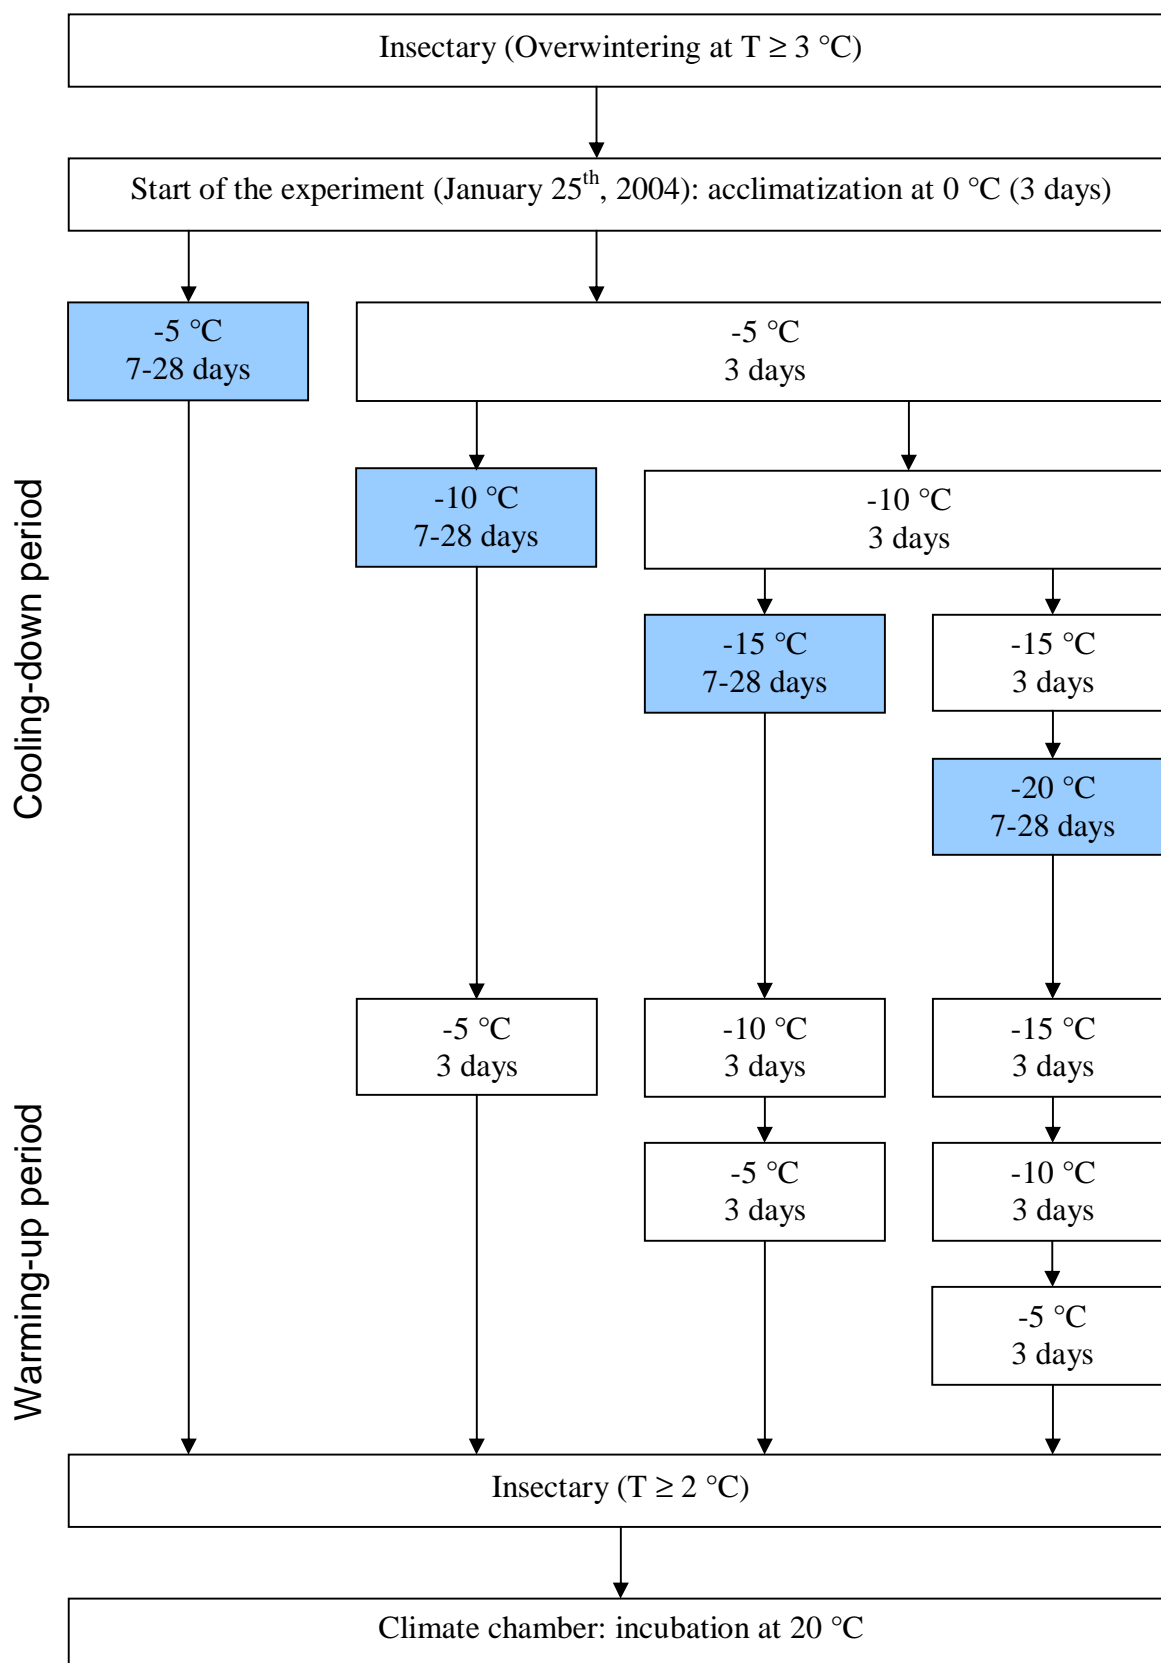 Insectary (Overwintering at T ≥ 3 °C)
Start of the experiment (January 25th, 2004): acclimatization at 0 °C (3 days)
-5 °C
7-28 days
-5 °C
3 days
Cooling-down period
-10 °C
7-28 days
-10 °C
3 days
-15 °C
7-28 days
-15 °C
3 days
-20 °C
7-28 days
Warming-up period
-5 °C
3 days
-10 °C
3 days
-15 °C
3 days
-5 °C
3 days
-10 °C
3 days
-5 °C
3 days
Insectary (T ≥ 2 °C)
Climate chamber: incubation at 20 °C